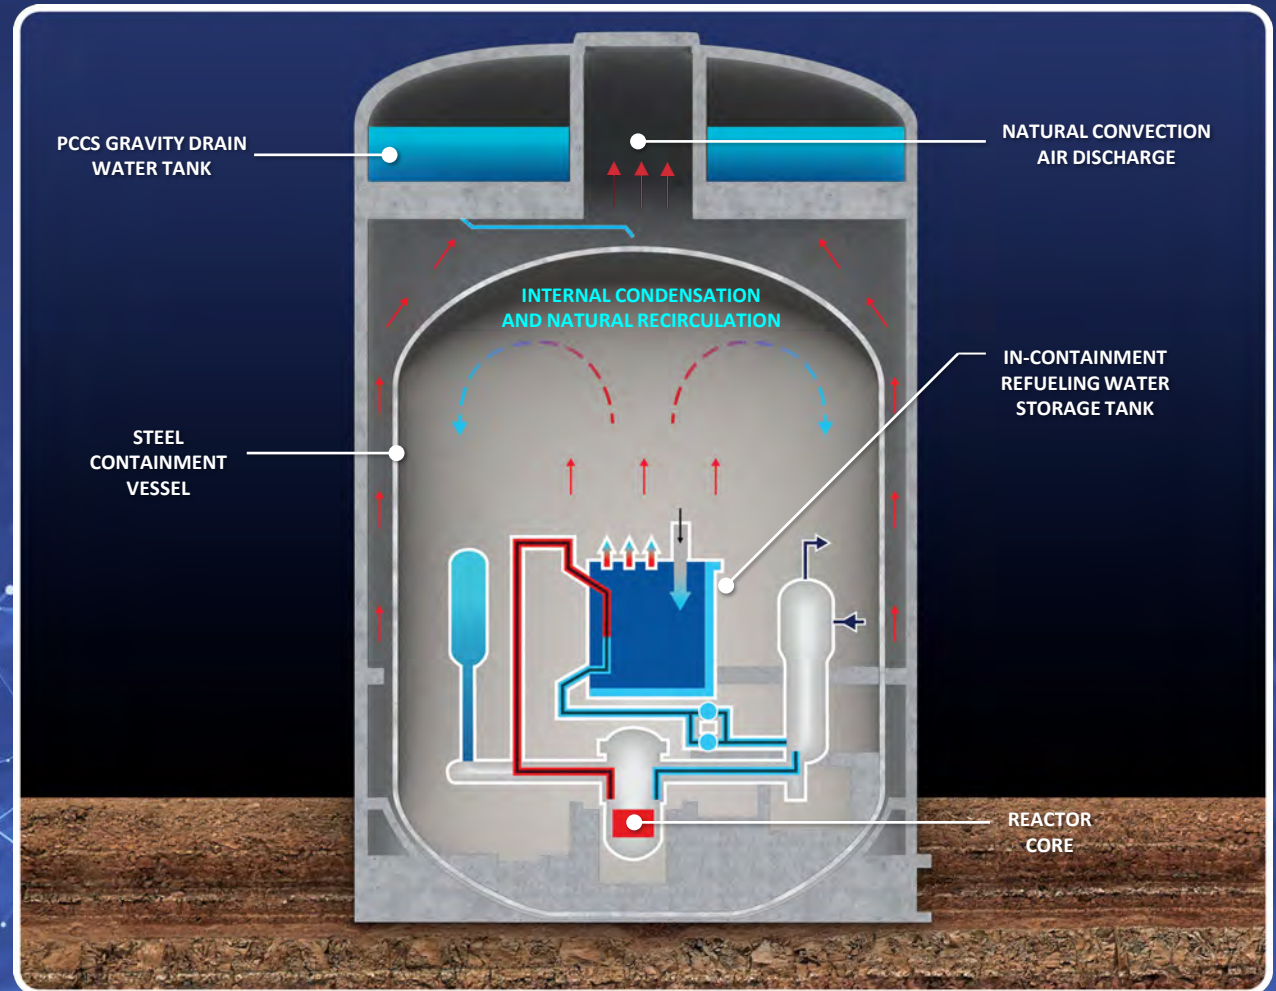 PCCS GRAVITY DRAIN
WATER TANK
NATURAL CONVECTION
AIR DISCHARGE
INTERNAL CONDENSATION
AND NATURAL RECIRCULATION
IN-CONTAINMENT
REFUELING WATER
STORAGE TANK
STEEL
CONTAINMENT
VESSEL
REACTOR
CORE